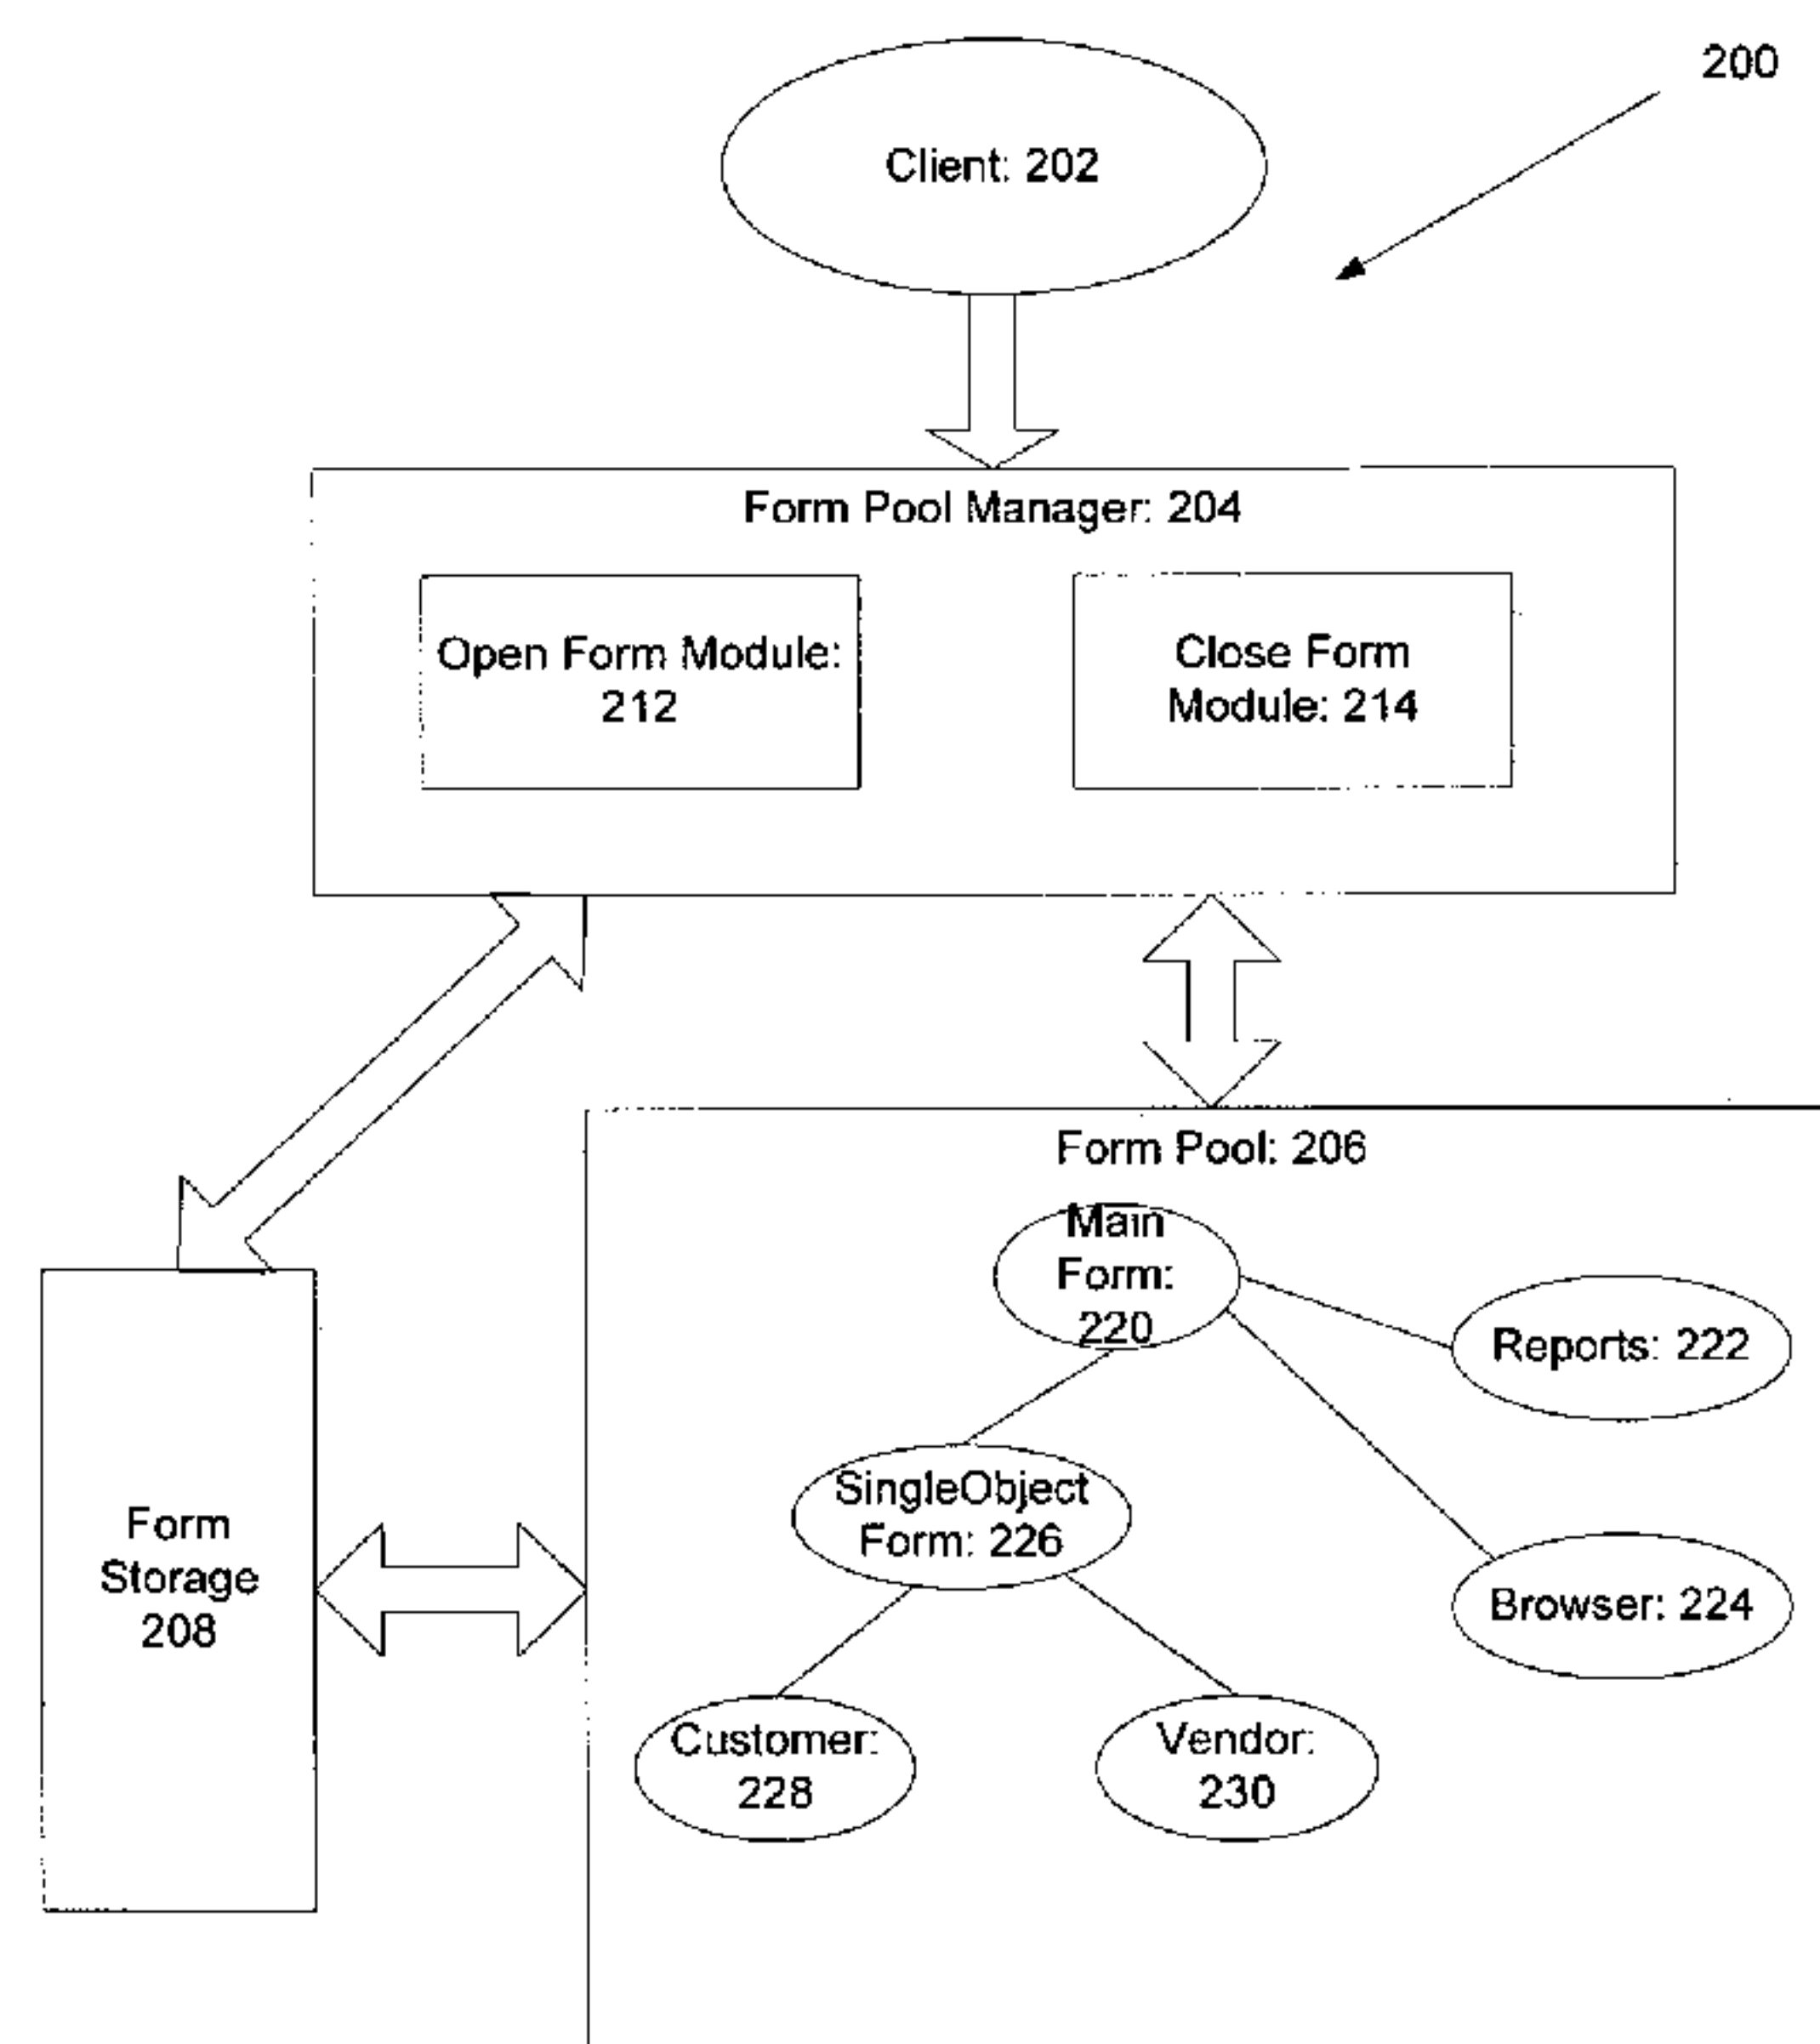 200
Client: 202
Form Pool Manager: 204
Open Form Module:
212
Close Form
Module: 214
Form Pool: 206
Main
Form:
220
Reports: 222
SingleObject
Form: 226
Browser: 224
Form
Storage
208
Customer:
228
Vendor:
230